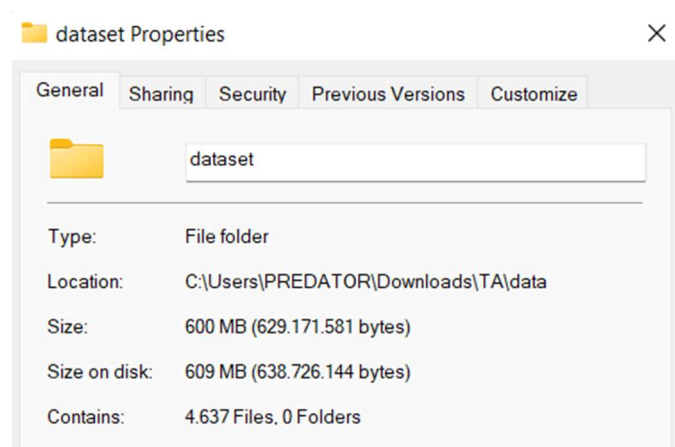 dataset Properties
General Sharing Security Previous Versions Customize
dataset
Type: File folder
Location: C:\Users\PREDATOR\Downloads\TA\data
Size: 600 MB (629.171.581 bytes)
Size on disk: 609 MB (638.726.144 bytes)
Contains: 4.637 Files, 0 Folders